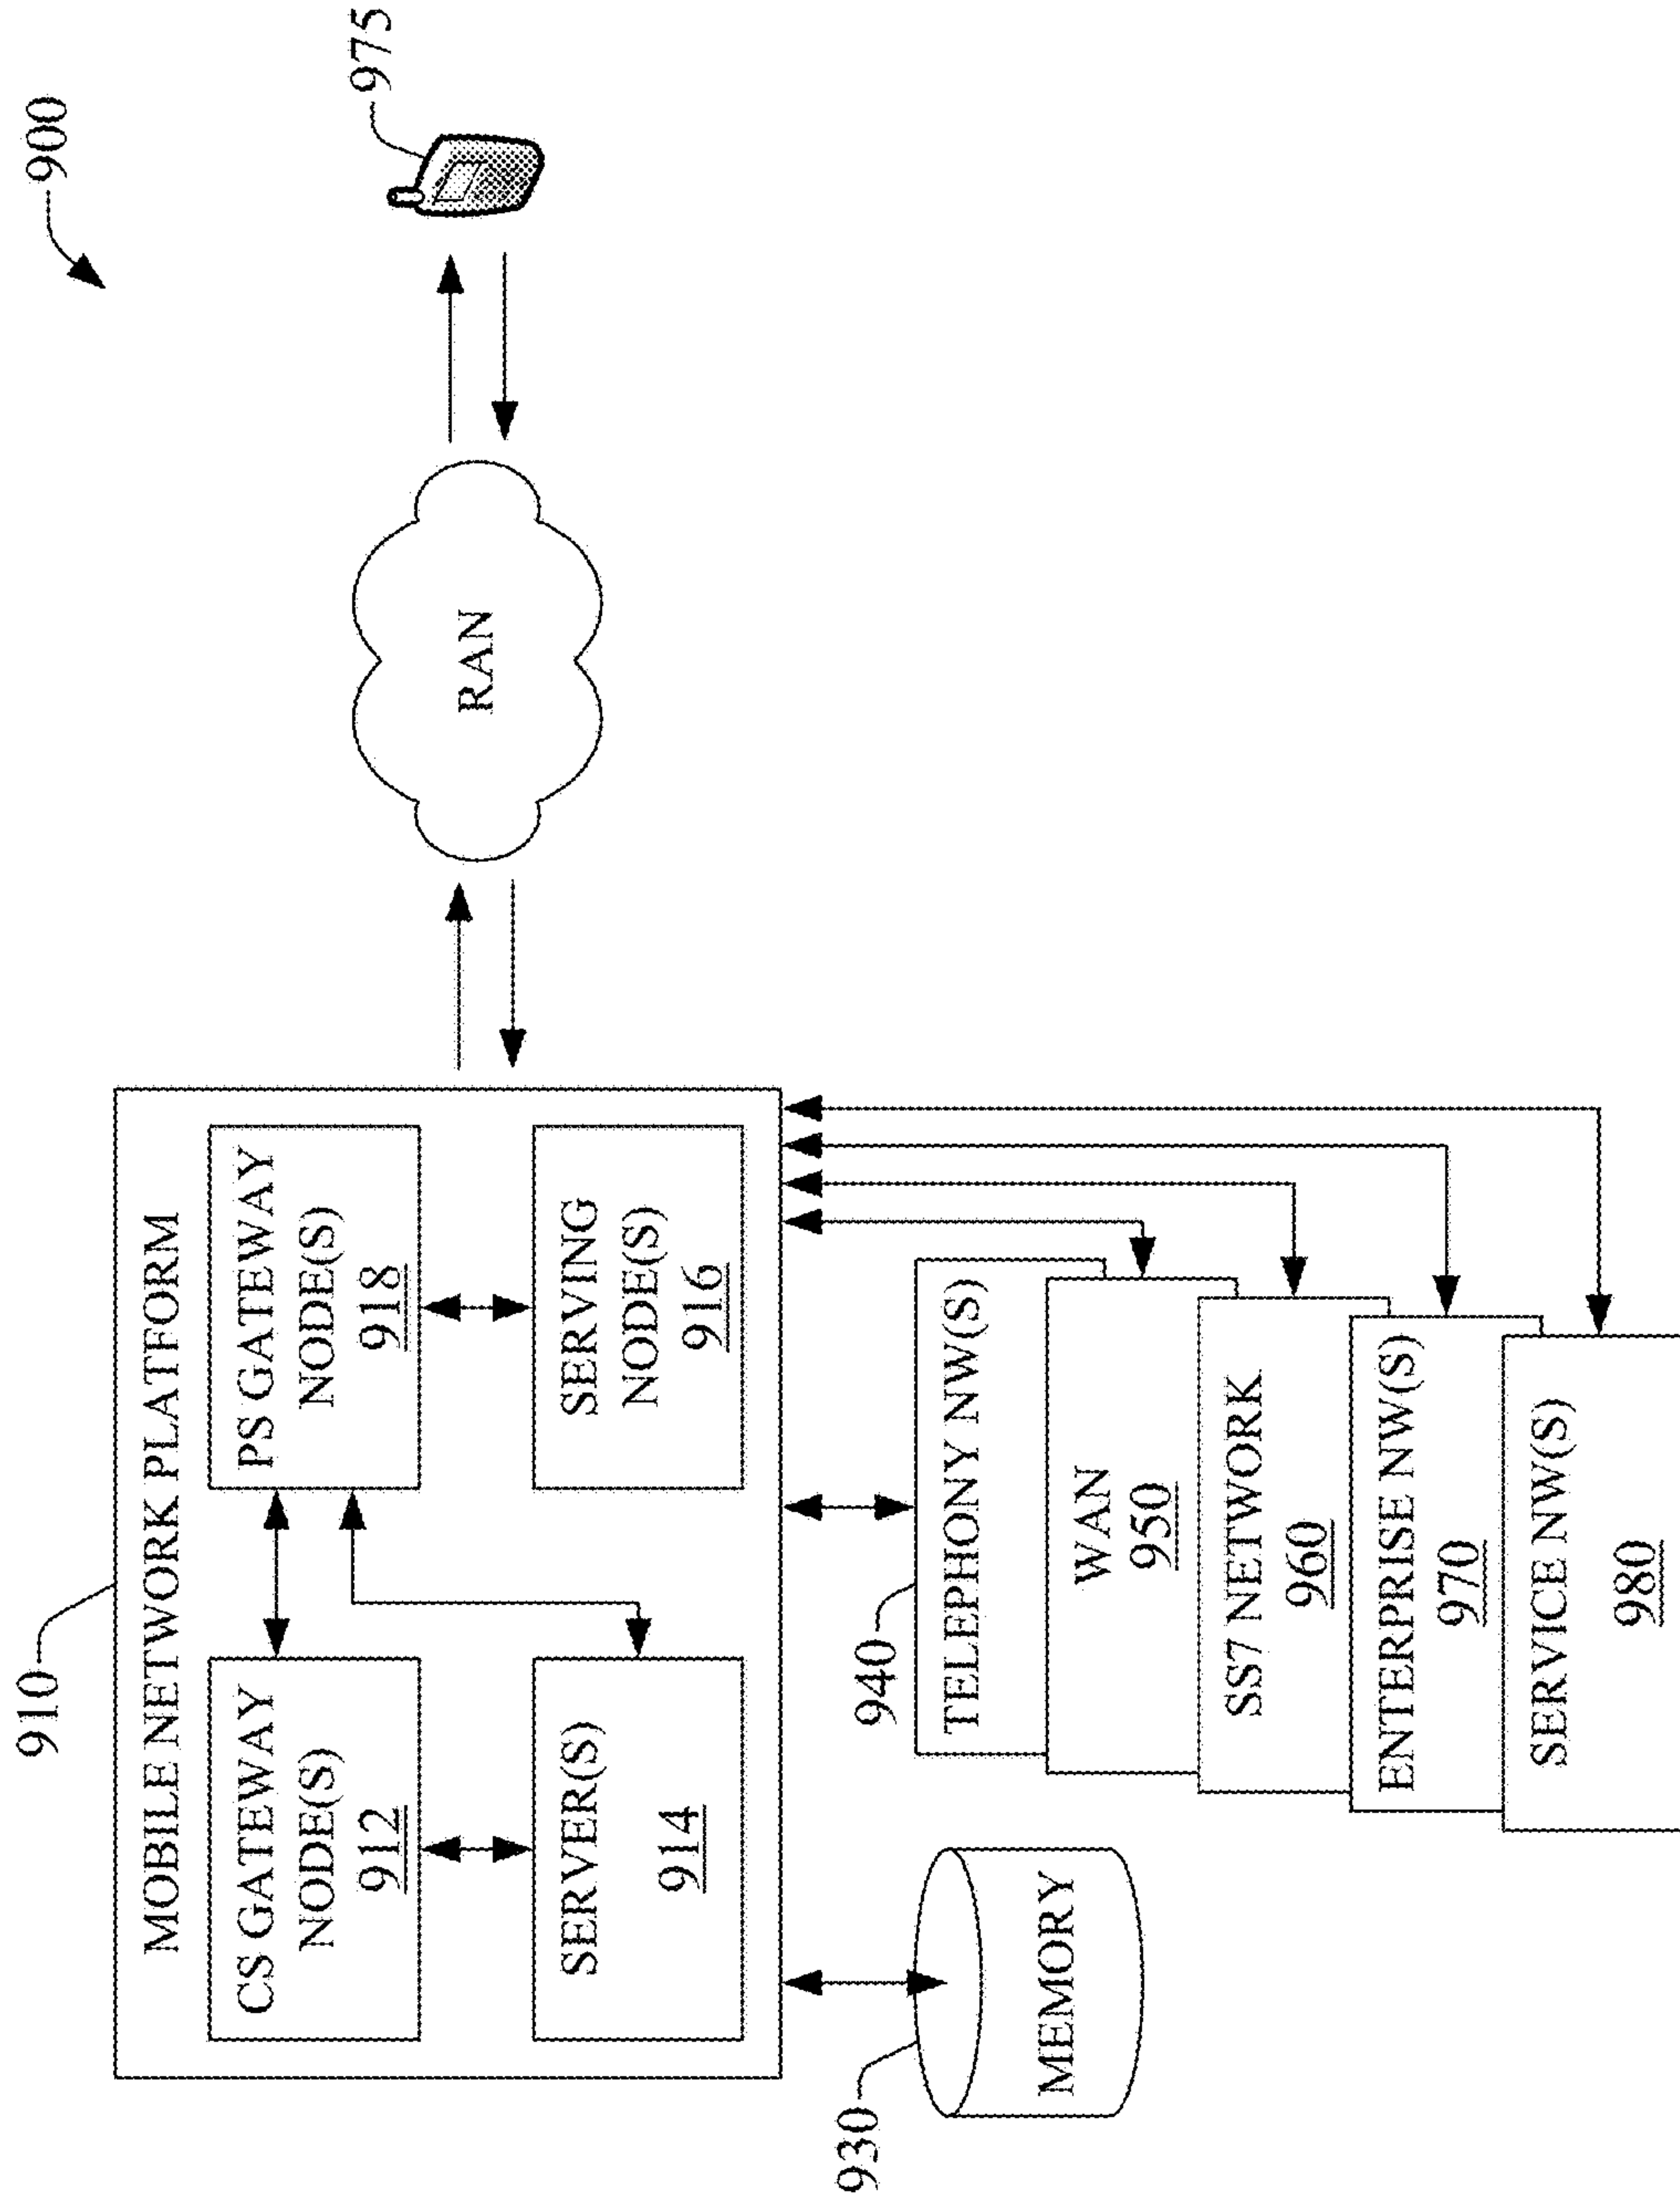 900
910
MOBILE NETWORK PLATFORM
CS GATEWAY
NODE(S)
912
PS GATEWAY
NODE(S)
918
SERVER(S)
914
SERVING
NODE(S)
916
RAN
975
930
MEMORY
940
TELEPHONY NW(S)
WAN
950
SS7 NETWORK
960
ENTERPRISE NW(S)
970
SERVICE NW(S)
980